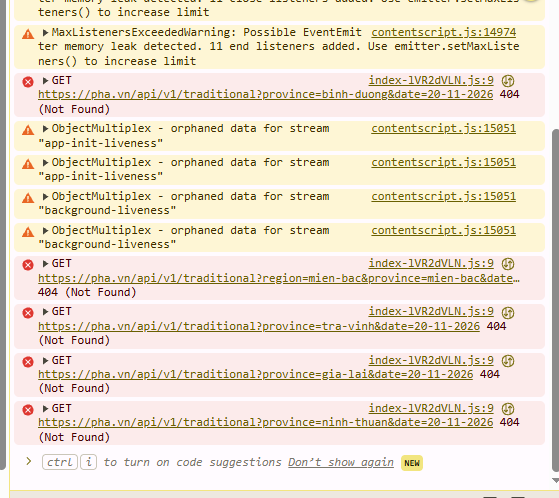 ter memory leak detected. 11 close listeners added. Use emitter.setMaxLis
teners() to increase limit
MaxListenersExceededWarning: Possible EventEmit contentscript.js:14974
ter memory leak detected. 11 end listeners added. Use emitter.setMaxListe
ners() to increase limit
GET index-lVR2dVLN.js:9
https://pha.vn/api/v1/traditional?province=binh-duong&date=20-11-2026 404
(Not Found)
ObjectMultiplex - orphaned data for stream contentscript.js:15051
"app-init-liveness"
ObjectMultiplex - orphaned data for stream contentscript.js:15051
"app-init-liveness"
ObjectMultiplex - orphaned data for stream contentscript.js:15051
"background-liveness"
ObjectMultiplex - orphaned data for stream contentscript.js:15051
"background-liveness"
GET index-lVR2dVLN.js:9
https://pha.vn/api/v1/traditional?region=mien-bac&province=mien-bac&date…
404 (Not Found)
GET index-lVR2dVLN.js:9
https://pha.vn/api/v1/traditional?province=tra-vinh&date=20-11-2026 404
(Not Found)
GET index-lVR2dVLN.js:9
https://pha.vn/api/v1/traditional?province=gia-lai&date=20-11-2026 404
(Not Found)
GET index-lVR2dVLN.js:9
https://pha.vn/api/v1/traditional?province=ninh-thuan&date=20-11-2026 404
(Not Found)
ctrl i to turn on code suggestions Don't show again NEW